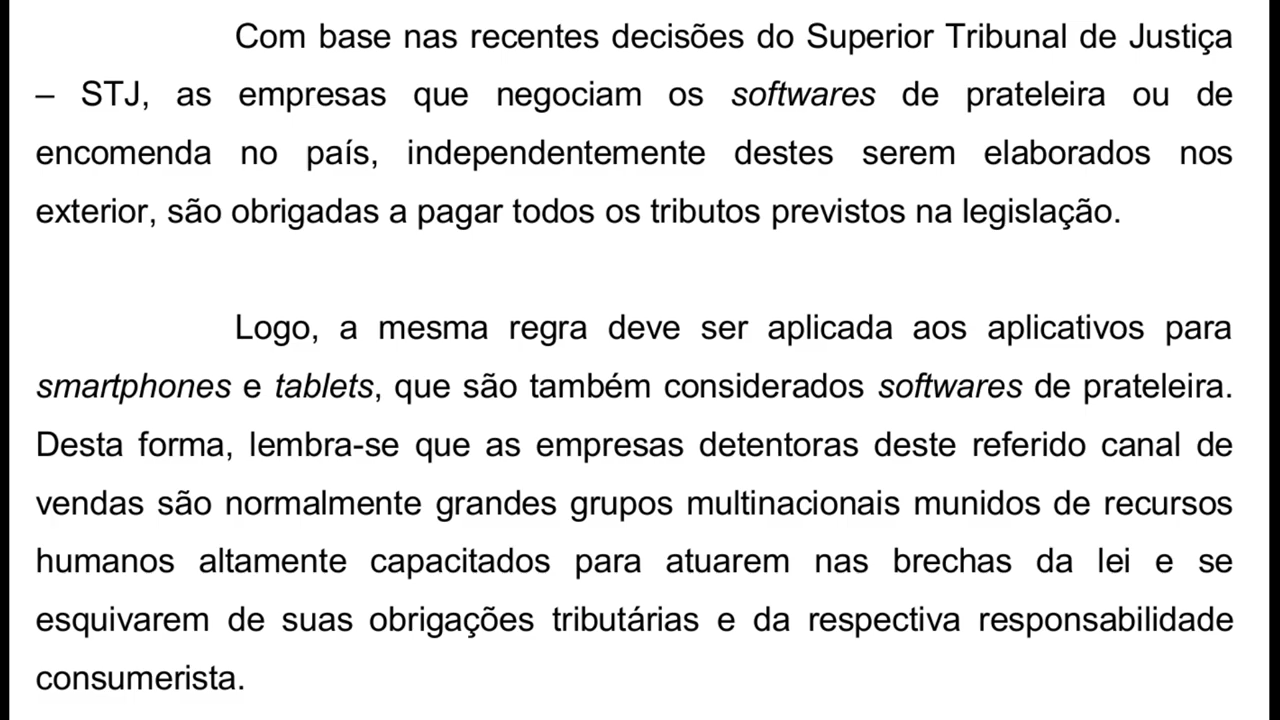 Com base nas recentes decisões do Superior Tribunal de Justiça
– STJ, as empresas que negociam os softwares de prateleira ou de
encomenda no país, independentemente destes serem elaborados nos
exterior, são obrigadas a pagar todos os tributos previstos na legislação.
Logo, a mesma regra deve ser aplicada aos aplicativos para
smartphones e tablets, que são também considerados softwares de prateleira.
Desta forma, lembra-se que as empresas detentoras deste referido canal de
vendas são normalmente grandes grupos multinacionais munidos de recursos
humanos altamente capacitados para atuarem nas brechas da lei e se
esquivarem de suas obrigações tributárias e da respectiva responsabilidade
consumerista.